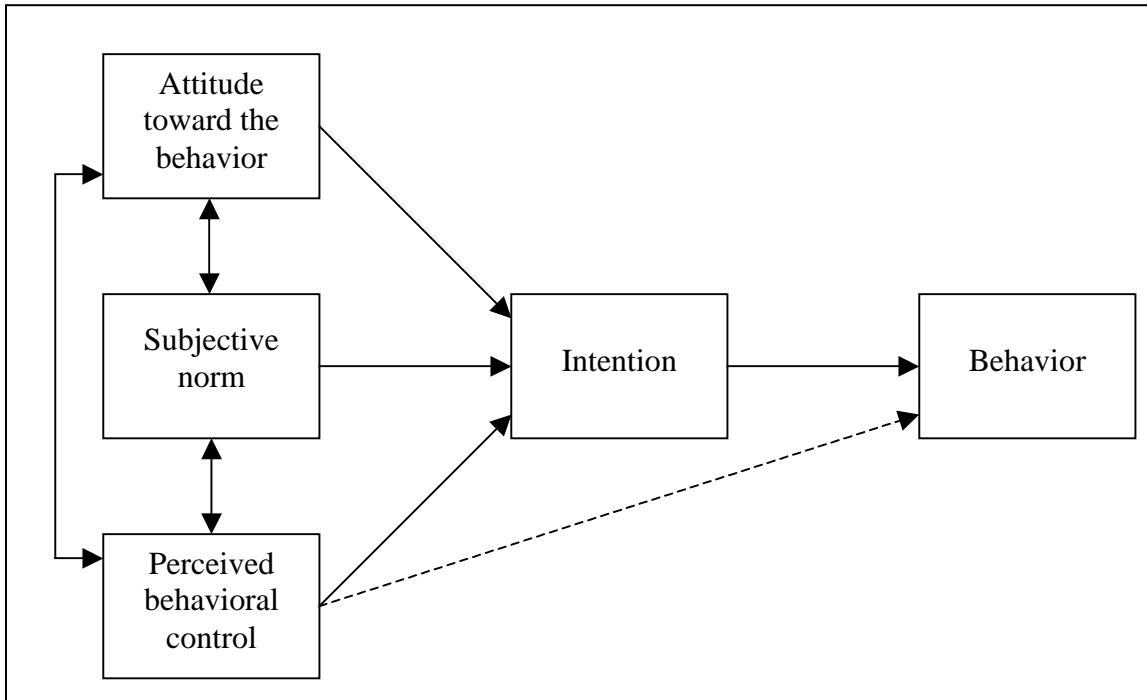 Attitude
toward the
behavior
Subjective
norm
Intention
Behavior
Perceived
behavioral
control